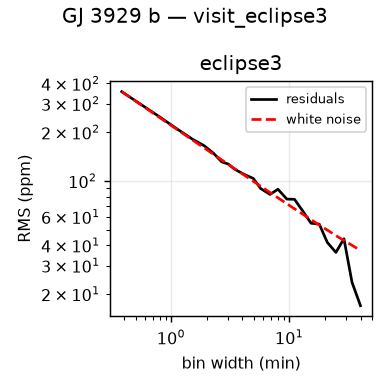 GJ 3929 b — visit_eclipse3
eclipse3
residuals
white noise
RMS (ppm)
4 × 10²
3 × 10²
2 × 10²
10²
6 × 10¹
4 × 10¹
3 × 10¹
2 × 10¹
10⁰
10¹
bin width (min)